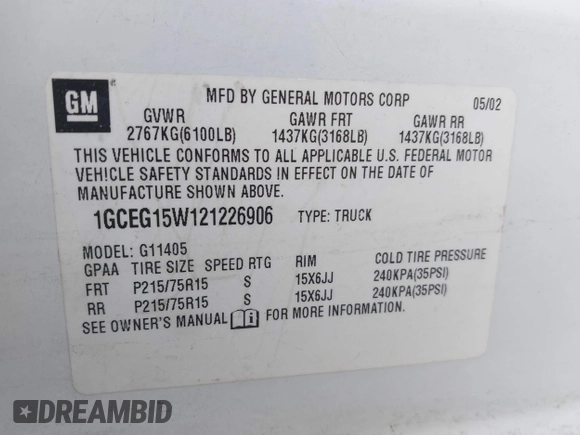 GM
MFD BY GENERAL MOTORS CORP 05/02
GVWR GAWR FRT GAWR RR
2767KG(6100LB) 1437KG(3168LB) 1437KG(3168LB)
THIS VEHICLE CONFORMS TO ALL APPLICABLE U.S. FEDERAL MOTOR
VEHICLE SAFETY STANDARDS IN EFFECT ON THE DATE OF
MANUFACTURE SHOWN ABOVE.
1GCEG15W121226906 TYPE: TRUCK
MODEL: G11405
GPAA TIRE SIZE SPEED RTG RIM COLD TIRE PRESSURE
FRT P215/75R15 S 15X6JJ 240KPA(35PSI)
RR P215/75R15 S 15X6JJ 240KPA(35PSI)
SEE OWNER'S MANUAL i FOR MORE INFORMATION.
DREAMBID